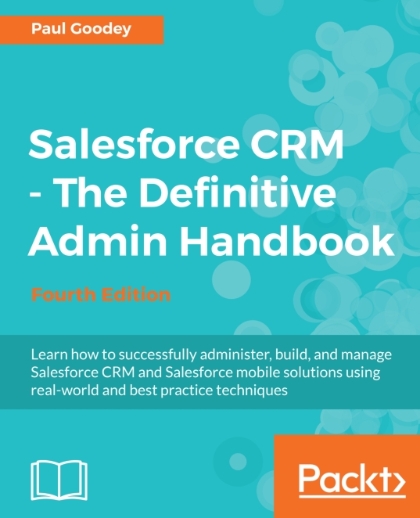 Paul Goodey
Salesforce CRM
- The Definitive
Admin Handbook
Fourth Edition
Learn how to successfully administer, build, and manage
Salesforce CRM and Salesforce mobile solutions using
real-world and best practice techniques
Packt>